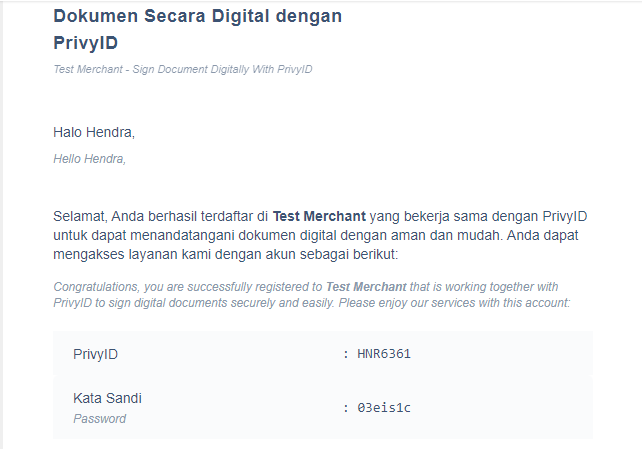 Dokumen Secara Digital dengan
PrivyID
Test Merchant - Sign Document Digitally With PrivyID
Halo Hendra,
Hello Hendra,
Selamat, Anda berhasil terdaftar di Test Merchant yang bekerja sama dengan PrivyID
untuk dapat menandatangani dokumen digital dengan aman dan mudah. Anda dapat
mengakses layanan kami dengan akun sebagai berikut:
Congratulations, you are successfully registered to Test Merchant that is working together with
PrivyID to sign digital documents securely and easily. Please enjoy our services with this account:
PrivyID : HNR6361
Kata Sandi : 03eis1c
Password